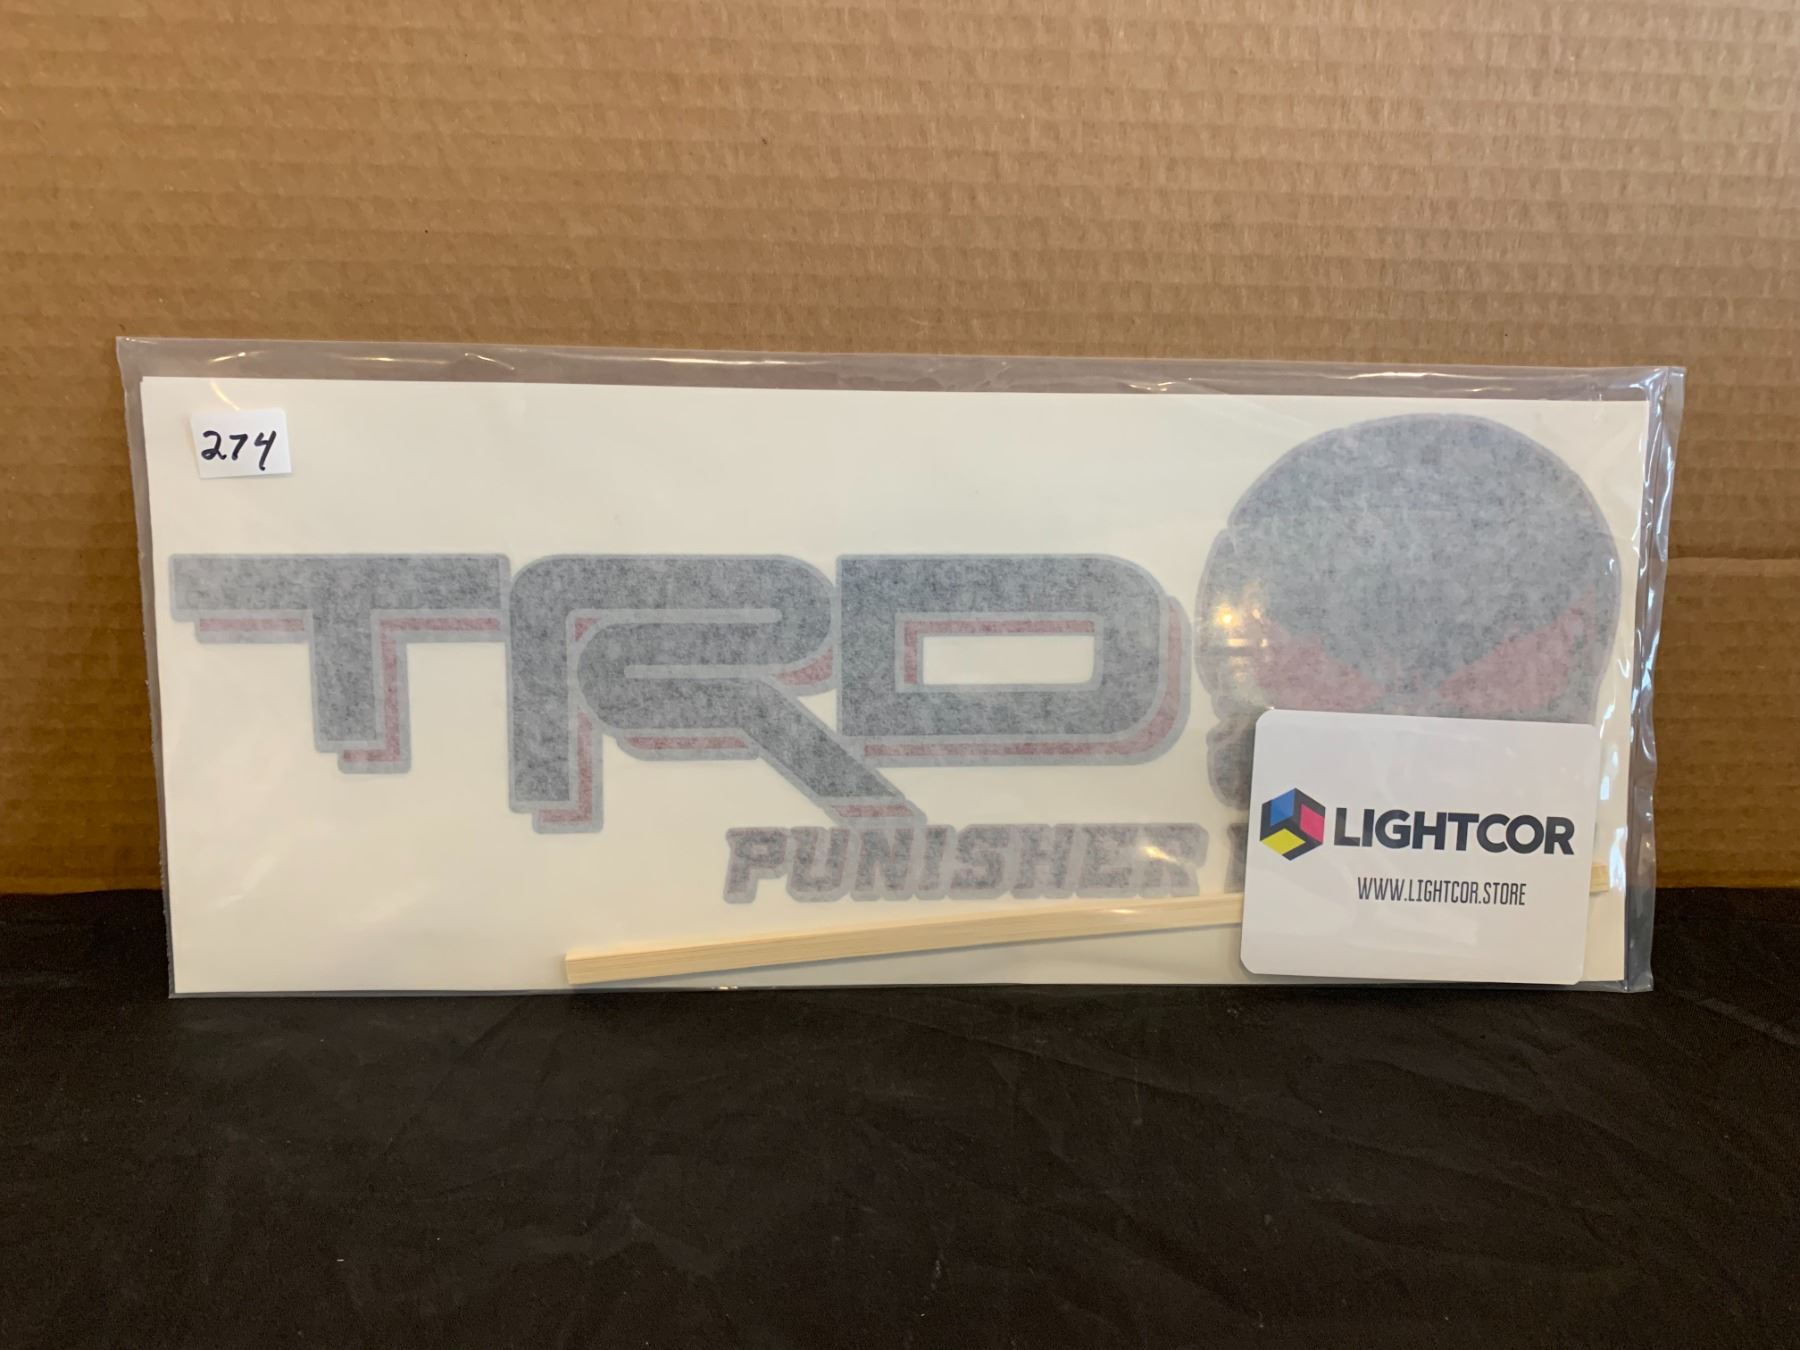 274
TRD
PUNISHER
LIGHTCOR
WWW.LIGHTCOR.STORE